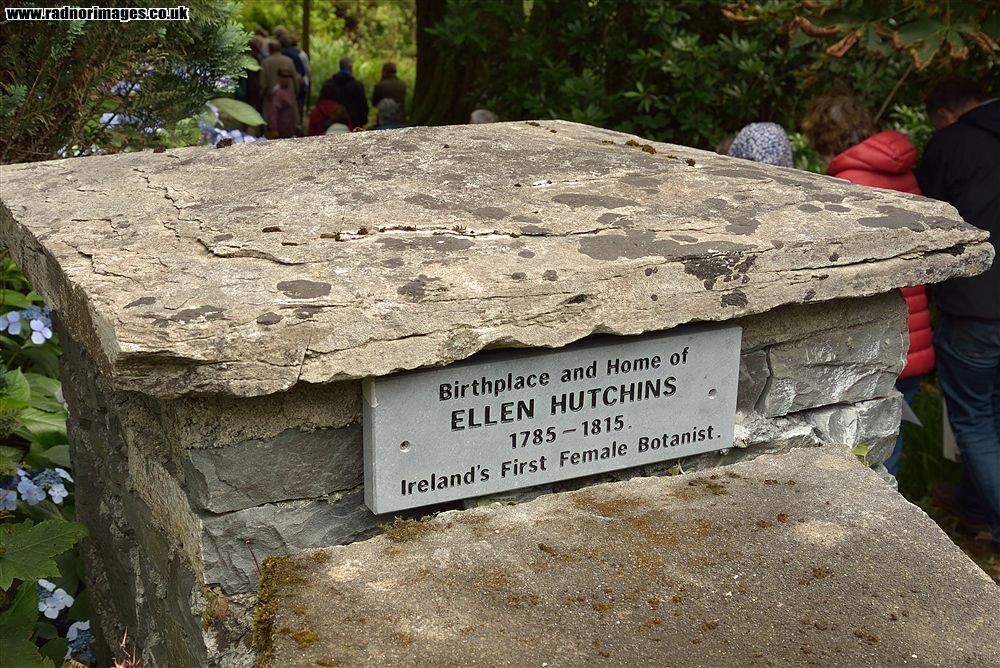 www.radnorimages.co.uk
Birthplace and Home of
ELLEN HUTCHINS
1785 – 1815.
Ireland's First Female Botanist.